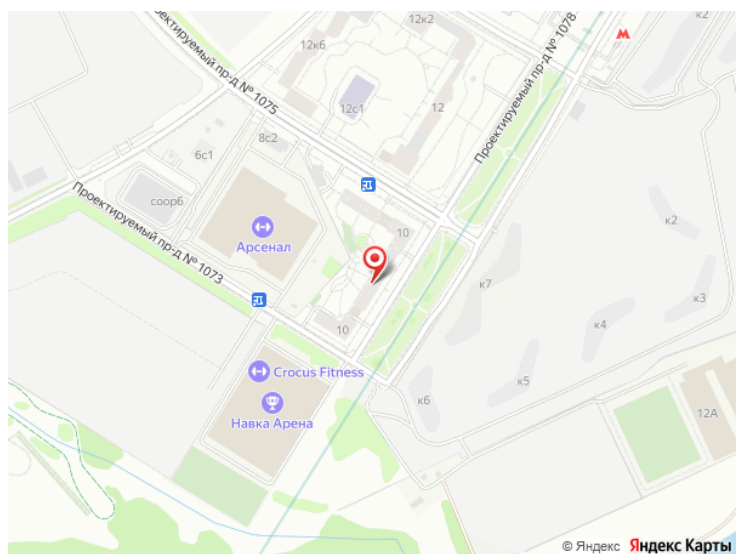 к2
12к2
12к6
Проектируемый пр-д № 1078
Проектируемый пр-д № 1075
12с1
12
8с2
6с1
соор6
Проектируемый пр-д № 1073
Арсенал
10
к2
к7
к3
к4
10
Crocus Fitness
к5
Навка Арена
к6
12А
© Яндекс Яндекс Карты